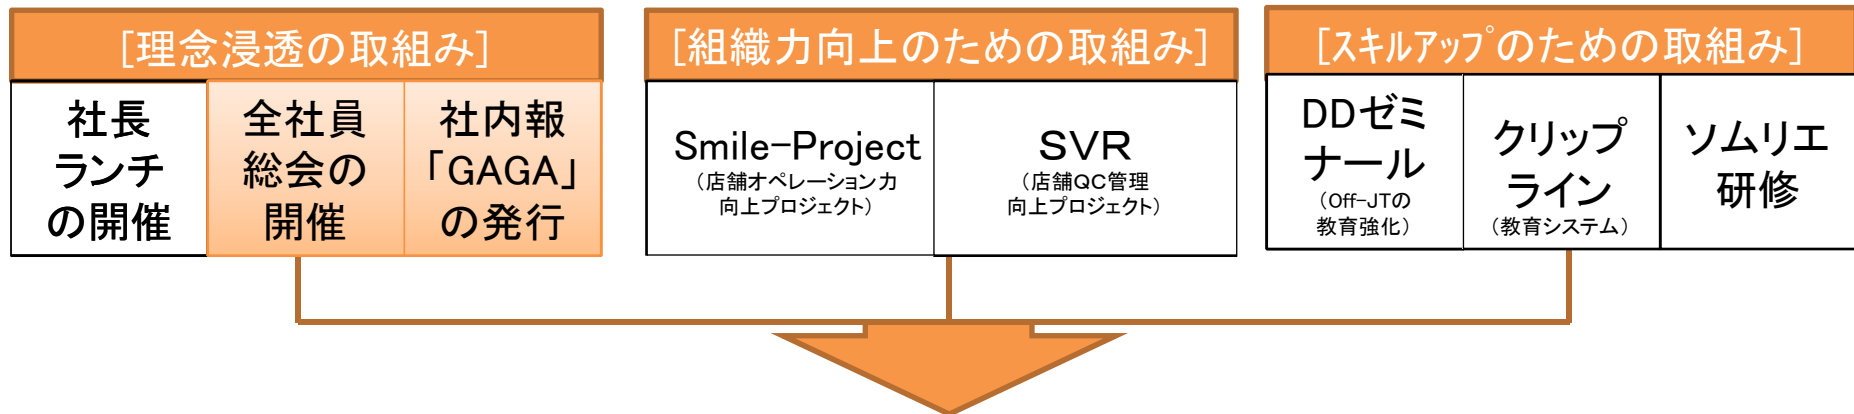 [理念浸透の取組み]
社長
ランチ
の開催
全社員
総会の
開催
社内報
「GAGA」
の発行
[組織力向上のための取組み]
Smile-Project
（店舗オペレーション力
向上プロジェクト）
SVR
（店舗QC管理
向上プロジェクト）
[ｽｷﾙｱｯﾌﾟのための取組み]
DDゼミ
ナール
（Off-JTの
教育強化）
クリップ
ライン
（教育システム）
ソムリエ
研修